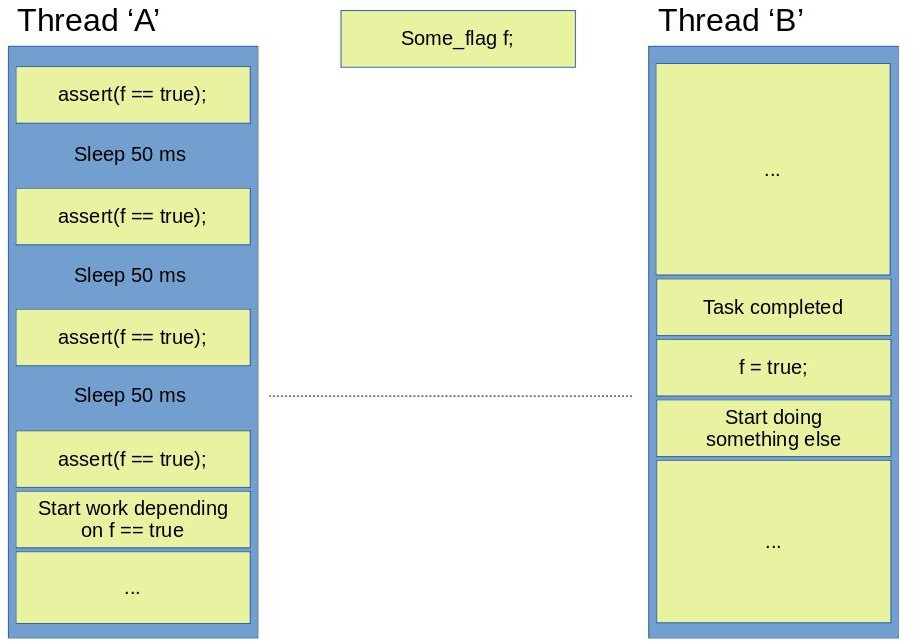 Thread ‘A’
assert(f == true);
Sleep 50 ms
assert(f == true);
Sleep 50 ms
assert(f == true);
Sleep 50 ms
assert(f == true);
Start work depending
on f == true
...
Some_flag f;
Thread ‘B’
...
Task completed
f = true;
Start doing
something else
...